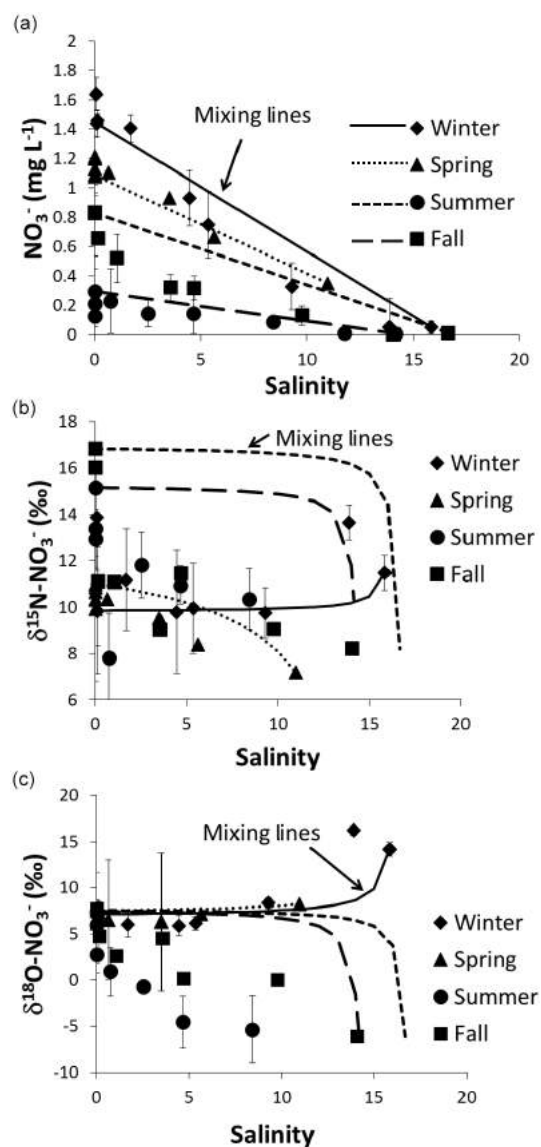 (a)
2
1.8
1.6
1.4
1.2
1
0.8
0.6
0.4
0.2
0
NO₃⁻ (mg L⁻¹)
Mixing lines
Winter
Spring
Summer
Fall
0 5 10 15 20
Salinity
(b)
18
16
14
12
10
8
6
4
δ¹⁵N-NO₃⁻ (‰)
Mixing lines
Winter
Spring
Summer
Fall
0 5 10 15 20
Salinity
(c)
20
15
10
5
0
-5
-10
δ¹⁸O-NO₃⁻ (‰)
Mixing lines
Winter
Spring
Summer
Fall
0 5 10 15 20
Salinity